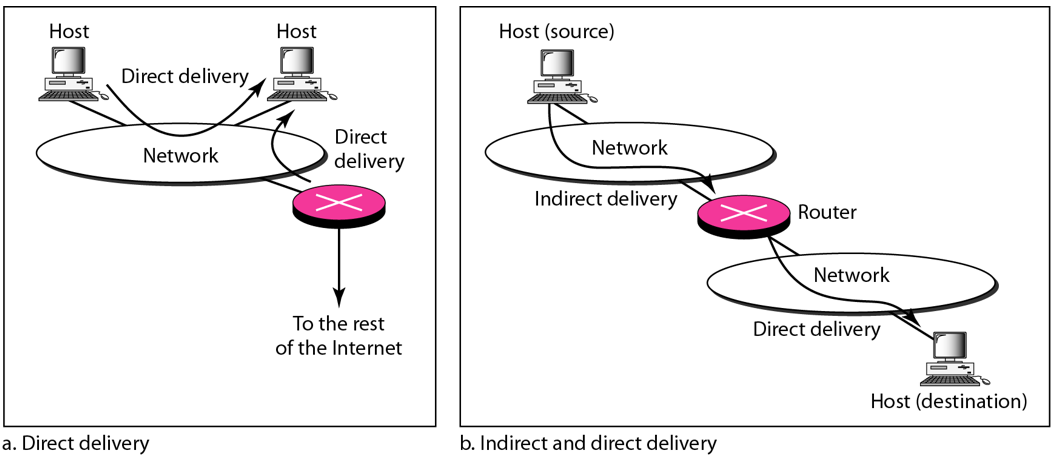 Host
Host
Direct delivery
Direct
delivery
Network
To the rest
of the Internet
a. Direct delivery
Host (source)
Network
Indirect delivery
Router
Network
Direct delivery
Host (destination)
b. Indirect and direct delivery